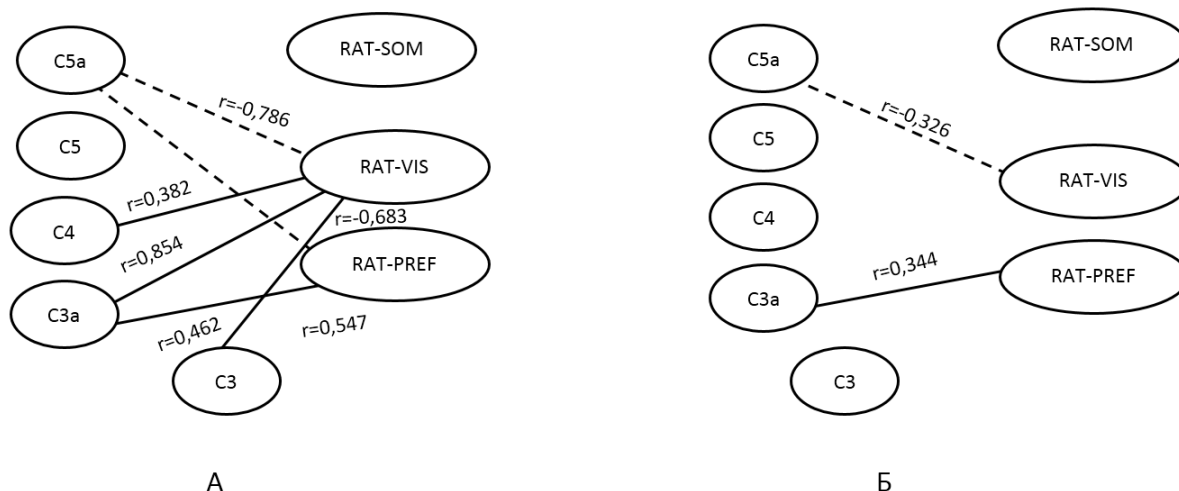 C5a
RAT-SOM
r=-0,786
C5
RAT-VIS
r=0,382
C4
r=-0,683
r=0,854
RAT-PREF
C3a
r=0,462
r=0,547
C3
А
RAT-SOM
C5a
r=-0,326
C5
RAT-VIS
C4
r=0,344
RAT-PREF
C3a
C3
Б